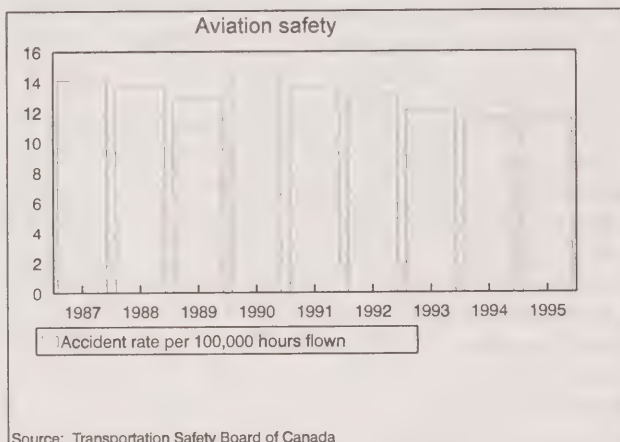 Aviation safety
16
14
12
10
8
6
4
2
0
1987 1988 1989 1990 1991 1992 1993 1994 1995
Accident rate per 100,000 hours flown
Source: Transportation Safety Board of Canada